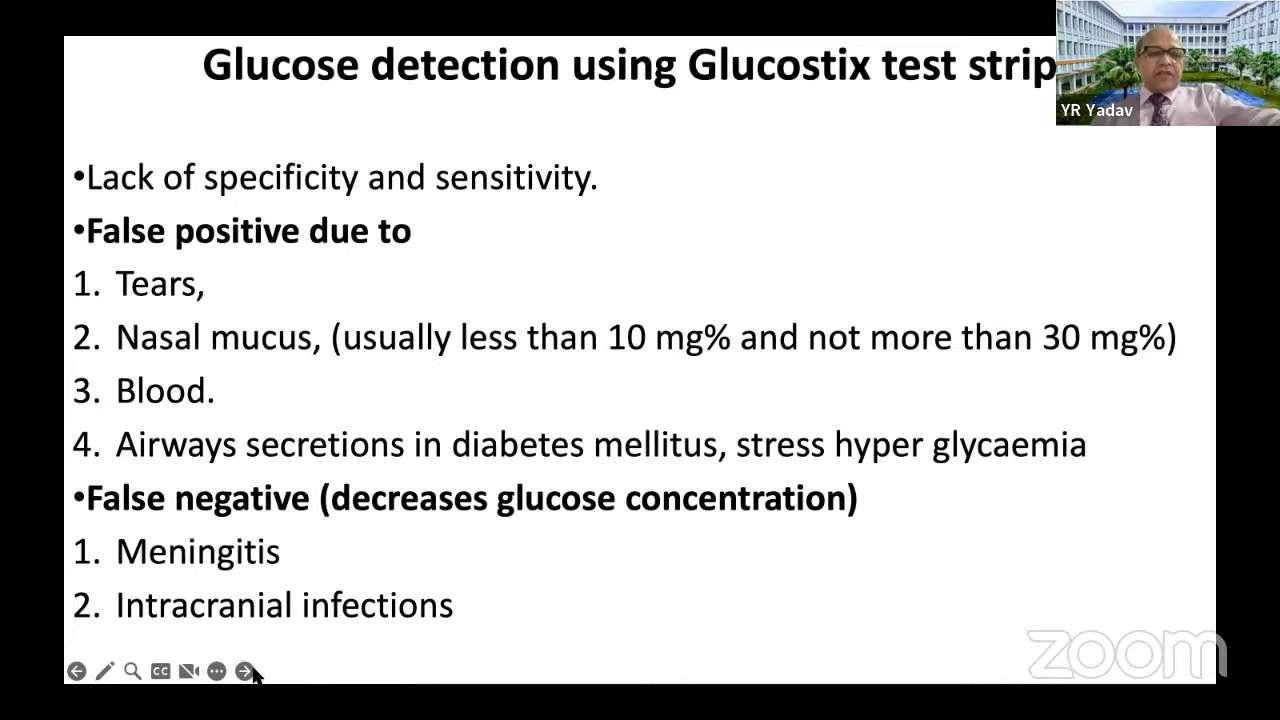 Glucose detection using Glucostix test strip
YR Yadav
•Lack of specificity and sensitivity.
•False positive due to
1. Tears,
2. Nasal mucus, (usually less than 10 mg% and not more than 30 mg%)
3. Blood.
4. Airways secretions in diabetes mellitus, stress hyper glycaemia
•False negative (decreases glucose concentration)
1. Meningitis
2. Intracranial infections
CC
zoom